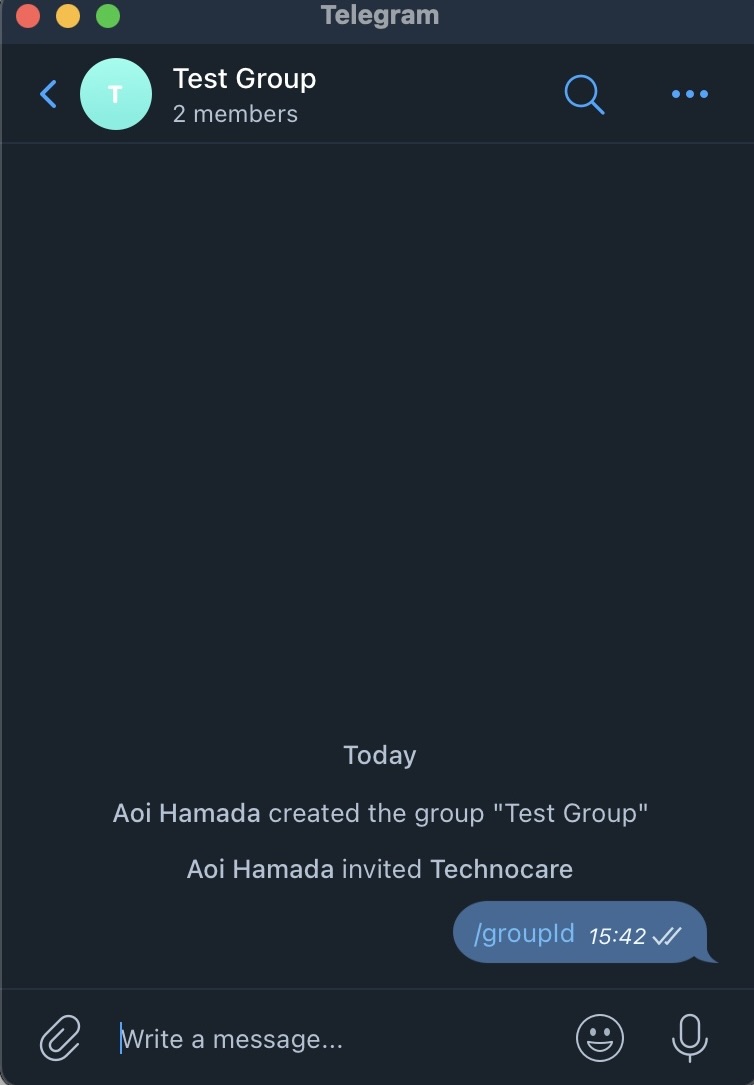 Telegram
T
Test Group
2 members
Today
Aoi Hamada created the group "Test Group"
Aoi Hamada invited Technocare
/groupId 15:42
Write a message...